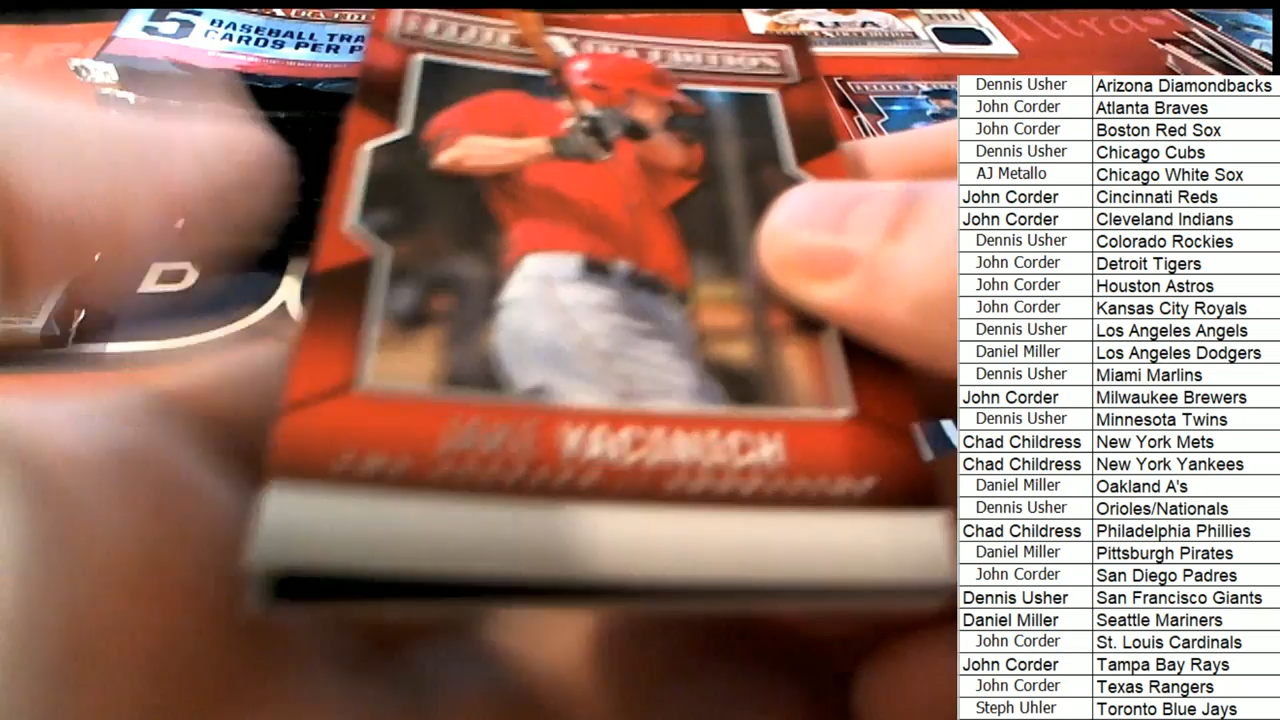 5 BASEBALL TRA
CARDS PER P
EDITION
USA
D
YACINICH
Dennis Usher Arizona Diamondbacks
John Corder Atlanta Braves
John Corder Boston Red Sox
Dennis Usher Chicago Cubs
AJ Metallo Chicago White Sox
John Corder Cincinnati Reds
John Corder Cleveland Indians
Dennis Usher Colorado Rockies
John Corder Detroit Tigers
John Corder Houston Astros
John Corder Kansas City Royals
Dennis Usher Los Angeles Angels
Daniel Miller Los Angeles Dodgers
Dennis Usher Miami Marlins
John Corder Milwaukee Brewers
Dennis Usher Minnesota Twins
Chad Childress New York Mets
Chad Childress New York Yankees
Daniel Miller Oakland A's
Dennis Usher Orioles/Nationals
Chad Childress Philadelphia Phillies
Daniel Miller Pittsburgh Pirates
John Corder San Diego Padres
Dennis Usher San Francisco Giants
Daniel Miller Seattle Mariners
John Corder St. Louis Cardinals
John Corder Tampa Bay Rays
John Corder Texas Rangers
Steph Uhler Toronto Blue Jays